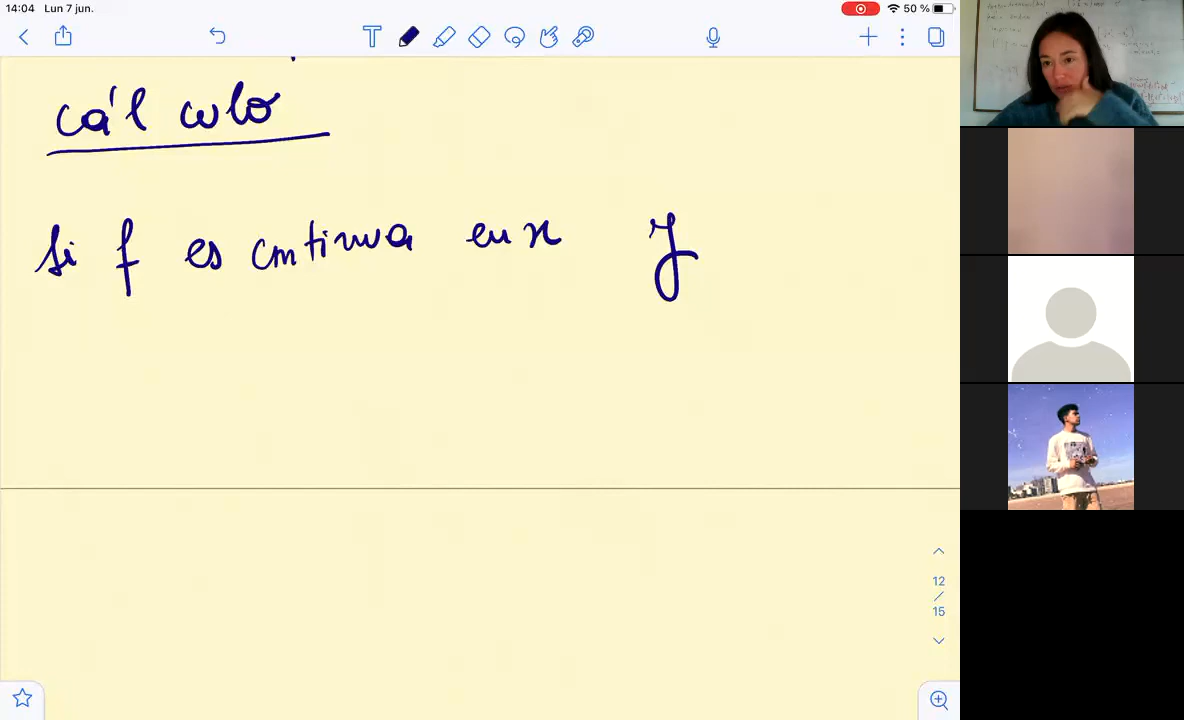 14:04 Lun 7 jun.
50 %
T
cálculo
Si f es continua en x y
12
/
15